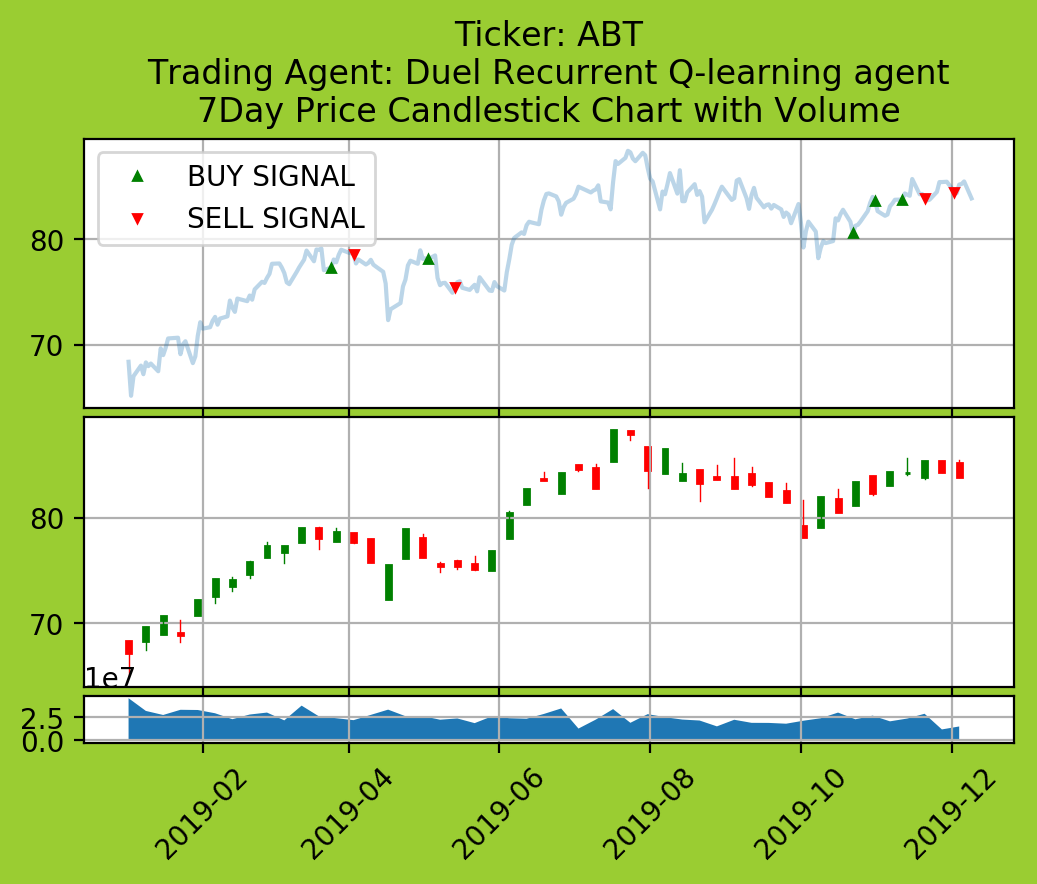 Ticker: ABT
Trading Agent: Duel Recurrent Q-learning agent
7Day Price Candlestick Chart with Volume
BUY SIGNAL
SELL SIGNAL
80
70
80
70
1e7
2.5
0.0
2019-02
2019-04
2019-06
2019-08
2019-10
2019-12